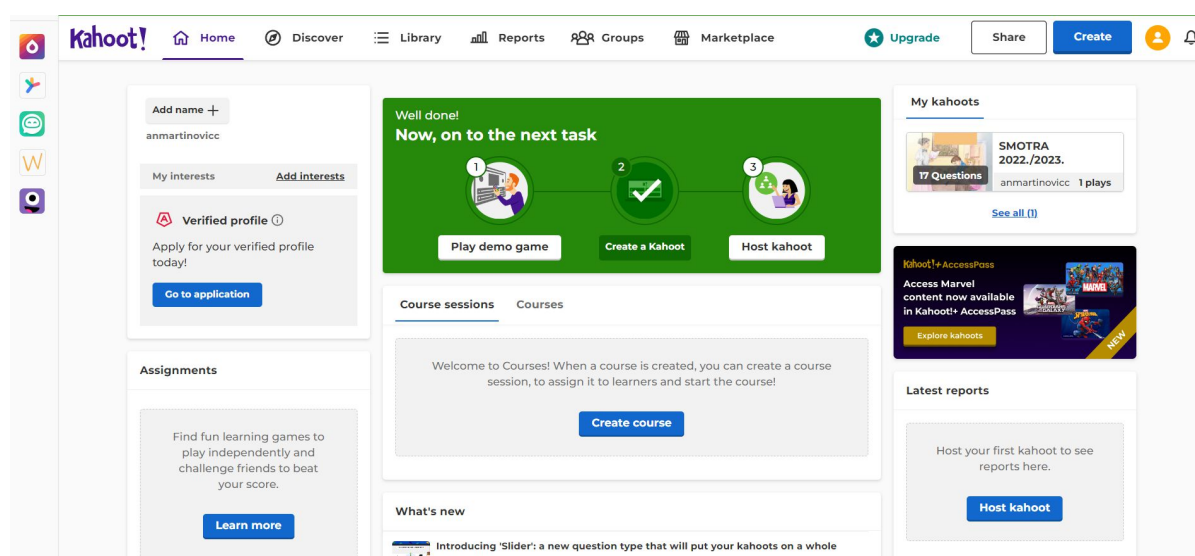 Kahoot!
Home
Discover
Library
Reports
Groups
Marketplace
Upgrade
Share
Create
Add name +
anmartinovicc
My interests
Add interests
Verified profile
Apply for your verified profile
today!
Go to application
Assignments
Find fun learning games to
play independently and
challenge friends to beat
your score.
Learn more
Well done!
Now, on to the next task
1
2
3
Play demo game
Create a Kahoot
Host kahoot
Course sessions
Courses
Welcome to Courses! When a course is created, you can create a course
session, to assign it to learners and start the course!
Create course
What's new
Introducing 'Slider': a new question type that will put your kahoots on a whole
My kahoots
17 Questions
SMOTRA
2022./2023.
anmartinovicc 1 plays
See all (1)
Kahoot!+ AccessPass
Access Marvel
content now available
in Kahoot!+ AccessPass
Explore kahoots
MARVEL
NEW
Latest reports
Host your first kahoot to see
reports here.
Host kahoot